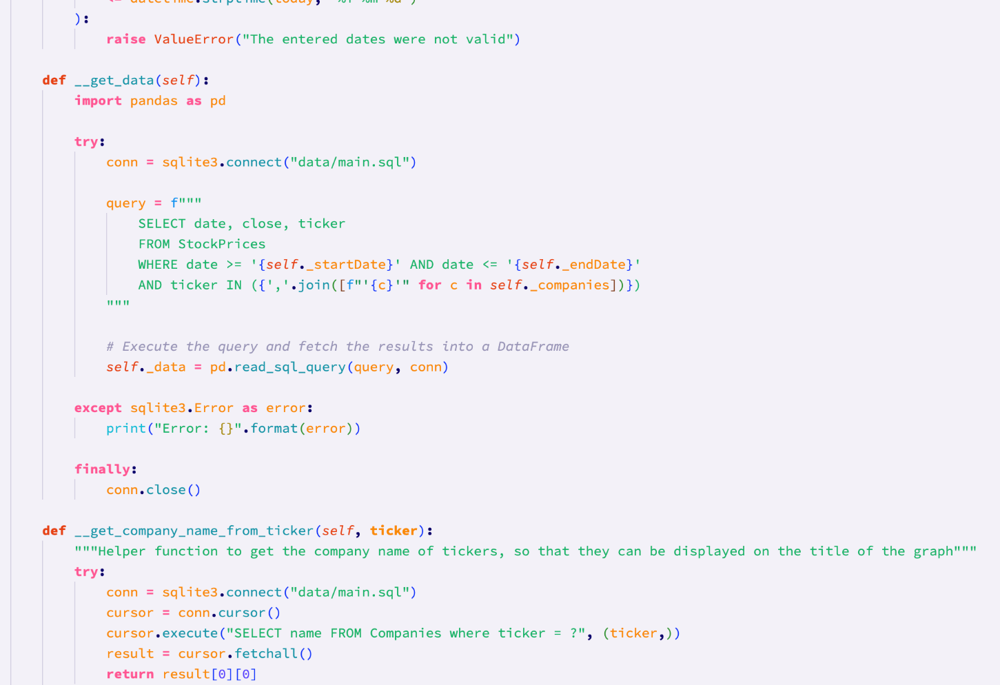 <= datetime.strptime(today, "%Y-%m-%d")
):
raise ValueError("The entered dates were not valid")
def __get_data(self):
import pandas as pd
try:
conn = sqlite3.connect("data/main.sql")
query = f"""
SELECT date, close, ticker
FROM StockPrices
WHERE date >= '{self._startDate}' AND date <= '{self._endDate}'
AND ticker IN ({','.join([f"'{c}'" for c in self._companies])})
"""
# Execute the query and fetch the results into a DataFrame
self._data = pd.read_sql_query(query, conn)
except sqlite3.Error as error:
print("Error: {}".format(error))
finally:
conn.close()
def __get_company_name_from_ticker(self, ticker):
"""Helper function to get the company name of tickers, so that they can be displayed on the title of the graph"""
try:
conn = sqlite3.connect("data/main.sql")
cursor = conn.cursor()
cursor.execute("SELECT name FROM Companies where ticker = ?", (ticker,))
result = cursor.fetchall()
return result[0][0]